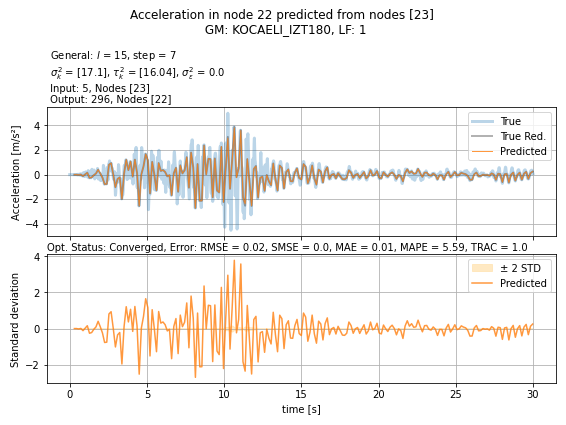 Acceleration in node 22 predicted from nodes [23]
GM: KOCAELI_IZT180, LF: 1
General: l = 15, step = 7
σ²ₖ = [17.1], τ²ₖ = [16.04], σ²ε = 0.0
Input: 5, Nodes [23]
Output: 296, Nodes [22]
Acceleration [m/s²]
4
2
0
−2
−4
True
True Red.
Predicted
Opt. Status: Converged, Error: RMSE = 0.02, SMSE = 0.0, MAE = 0.01, MAPE = 5.59, TRAC = 1.0
Standard deviation
4
2
0
−2
± 2 STD
Predicted
0 5 10 15 20 25 30
time [s]